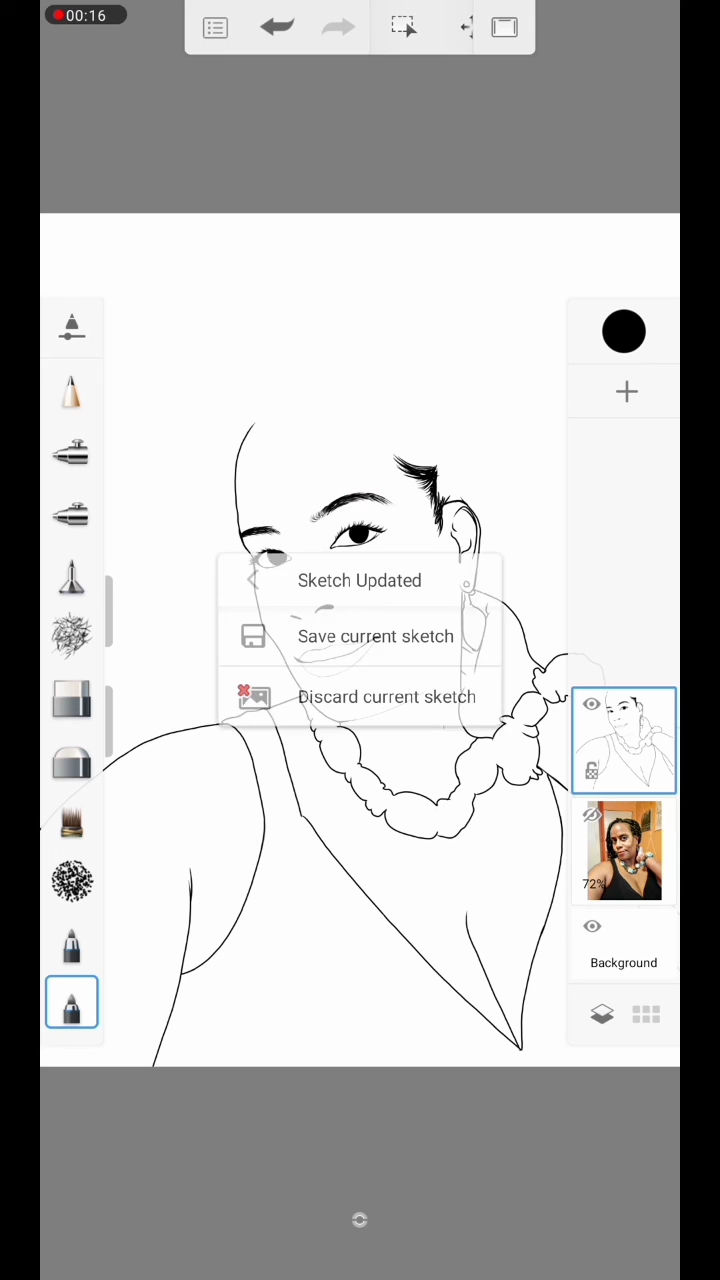 00:16
Sketch Updated
Save current sketch
Discard current sketch
72%
Background